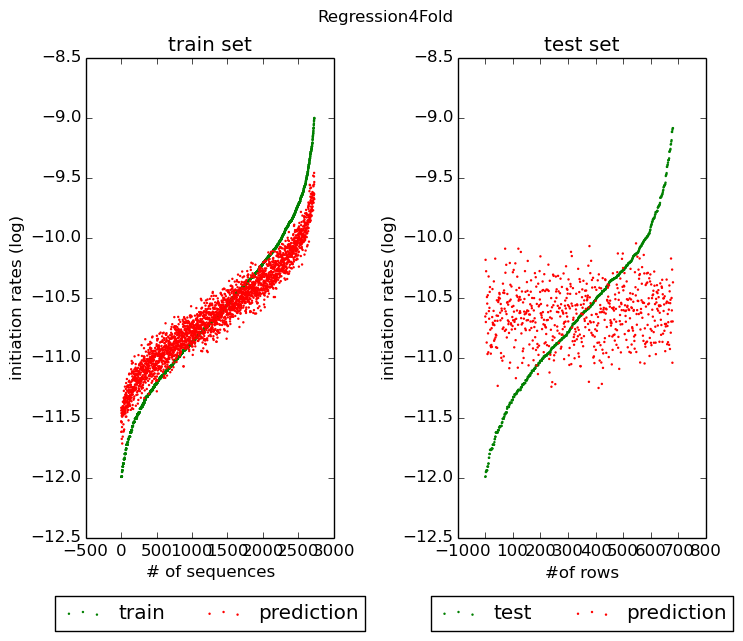 Regression4Fold
train set
test set
−8.5
−9.0
−9.5
−10.0
−10.5
−11.0
−11.5
−12.0
−12.5
initiation rates (log)
−500 0 500 1000 1500 2000 2500 3000
# of sequences
train prediction
−8.5
−9.0
−9.5
−10.0
−10.5
−11.0
−11.5
−12.0
−12.5
initiation rates (log)
−100 0 100 200 300 400 500 600 700 800
#of rows
test prediction